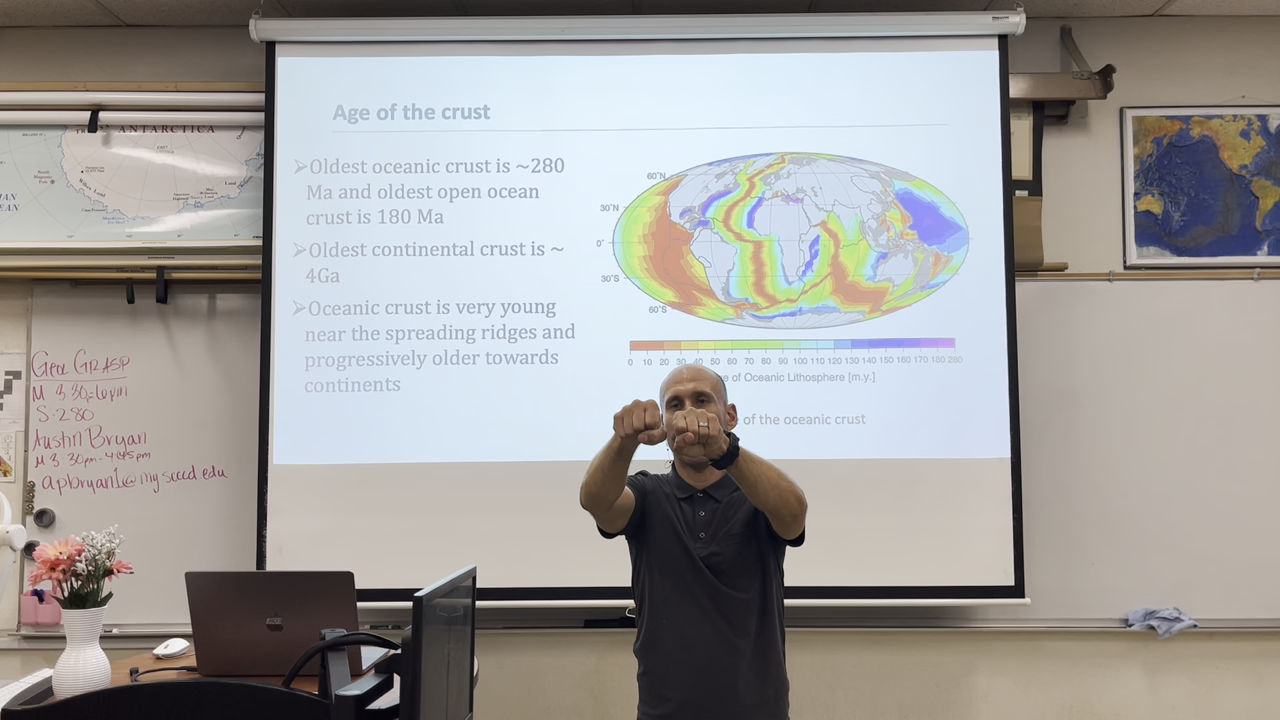 ANTARCTICA
Age of the crust
➢Oldest oceanic crust is ~280
Ma and oldest open ocean
crust is 180 Ma
➢Oldest continental crust is ~
4Ga
➢Oceanic crust is very young
near the spreading ridges and
progressively older towards
continents
60°N
30°N
0°
30°S
60°S
0 10 20 30 40 50 60 70 80 90 100 110 120 130 140 150 160 170 180 280
of Oceanic Lithosphere [m.y.]
of the oceanic crust
Geol GRASP
M 3:30-6pm
S-280
Austin Bryan
M 3:30pm-4:45pm
apbryan1@my.scccd.edu
hp